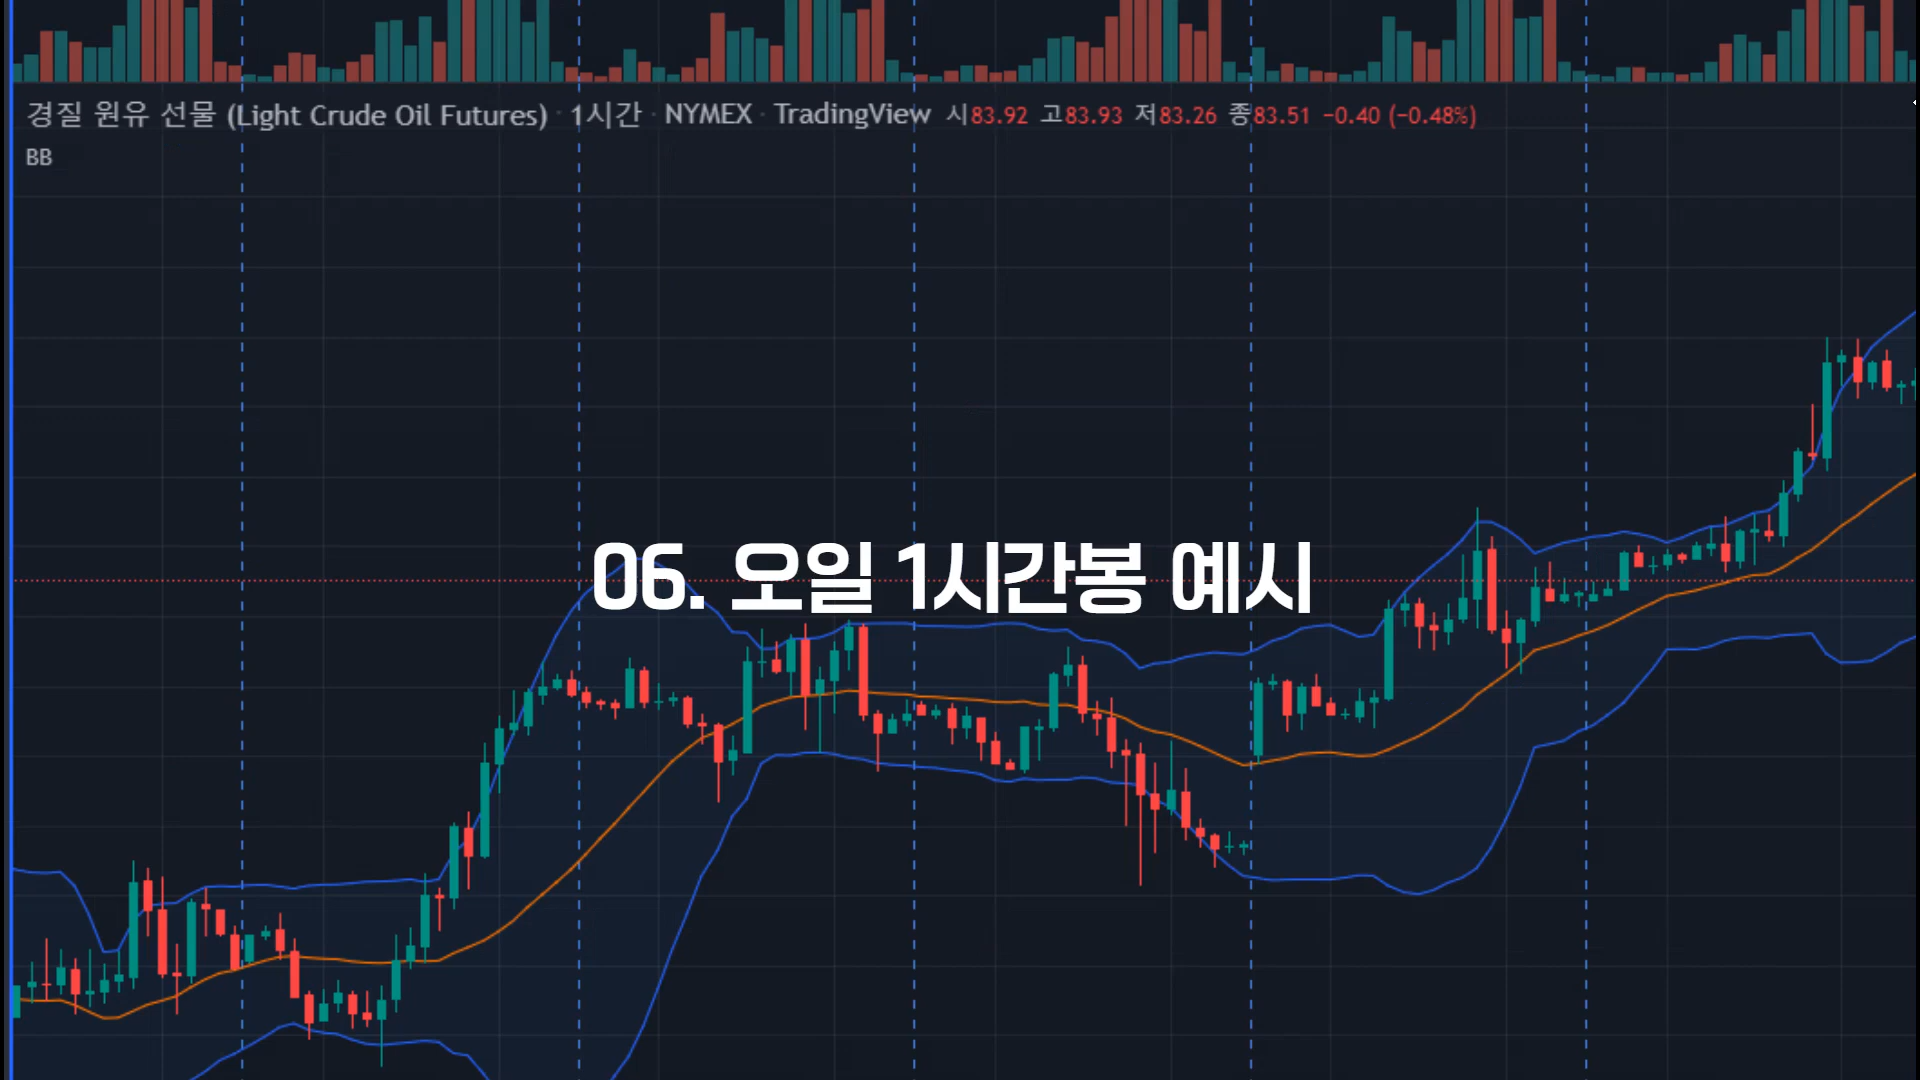 경질 원유 선물 (Light Crude Oil Futures) · 1시간 · NYMEX · TradingView 시83.92 고83.93 저83.26 종83.51 −0.40 (−0.48%)
BB
06. 오일 1시간봉 예시